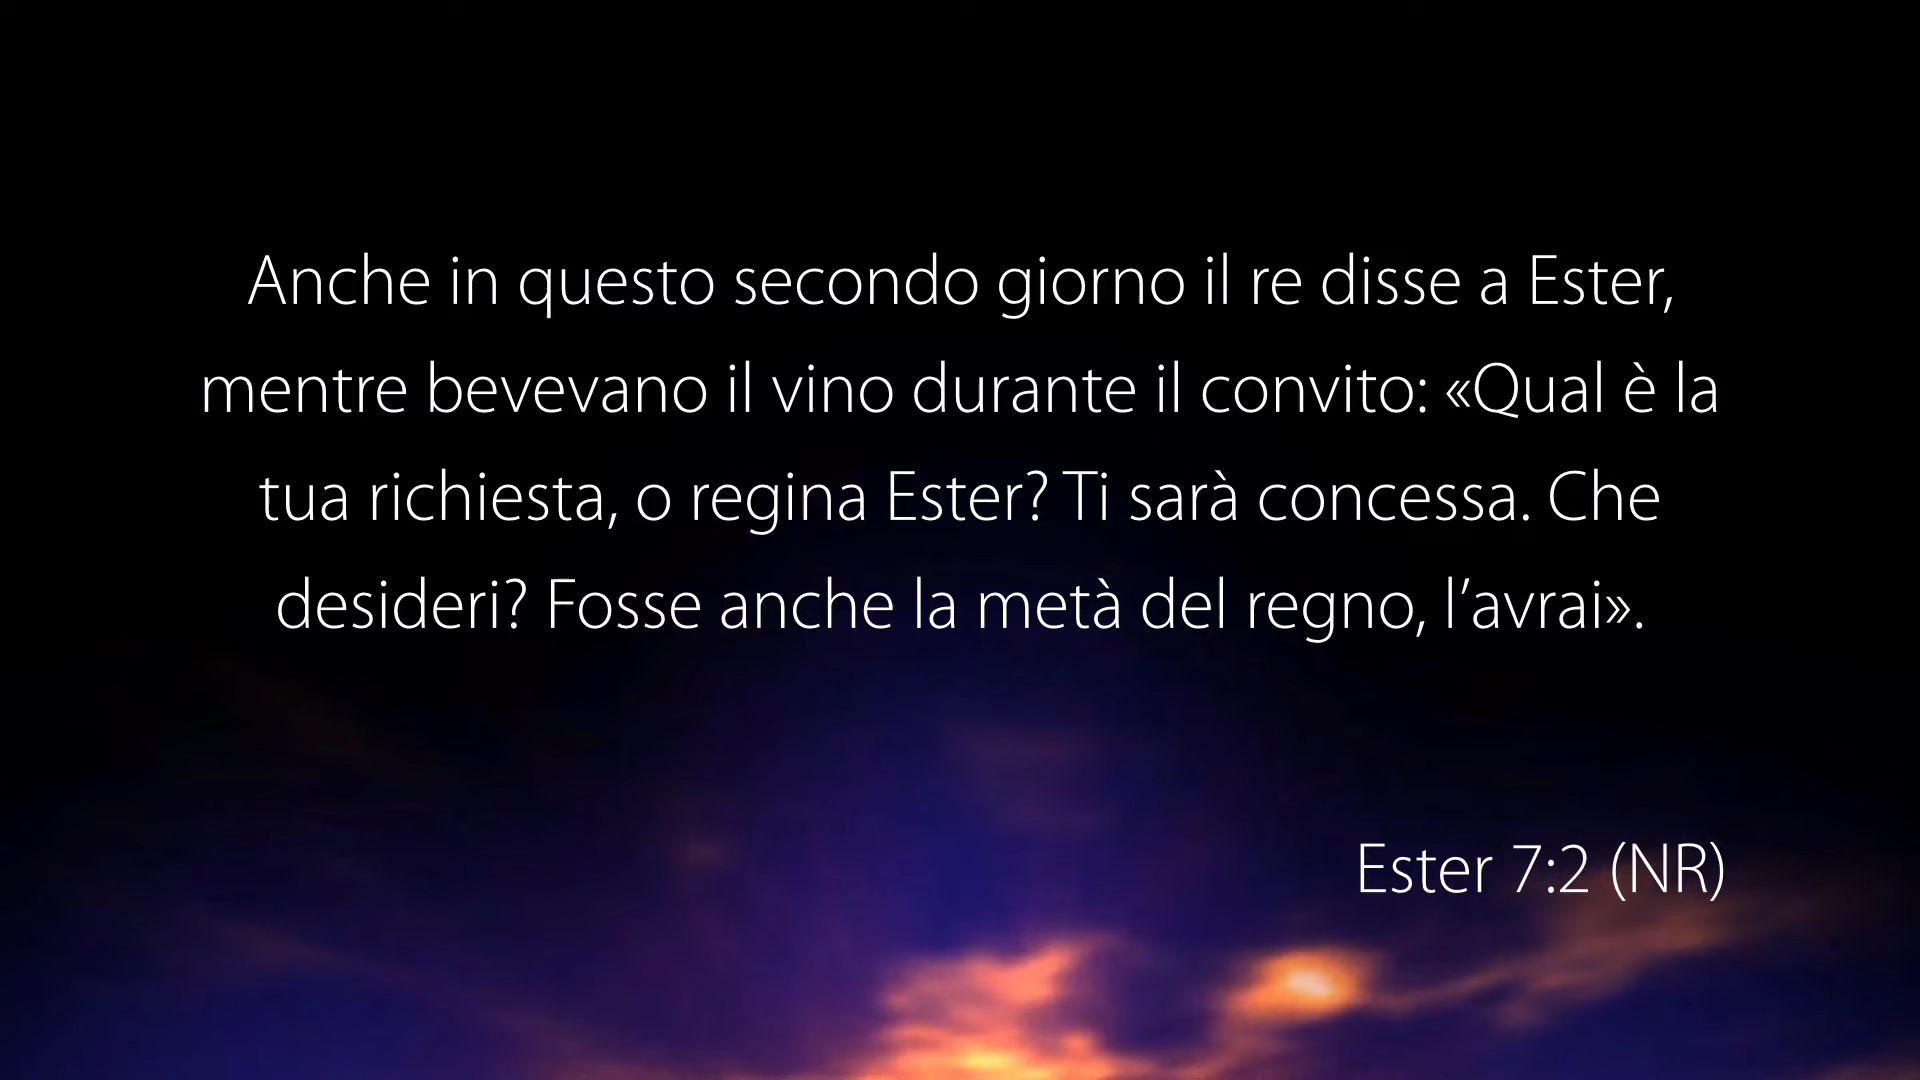 Anche in questo secondo giorno il re disse a Ester,
mentre bevevano il vino durante il convito: «Qual è la
tua richiesta, o regina Ester? Ti sarà concessa. Che
desideri? Fosse anche la metà del regno, l’avrai».
Ester 7:2 (NR)